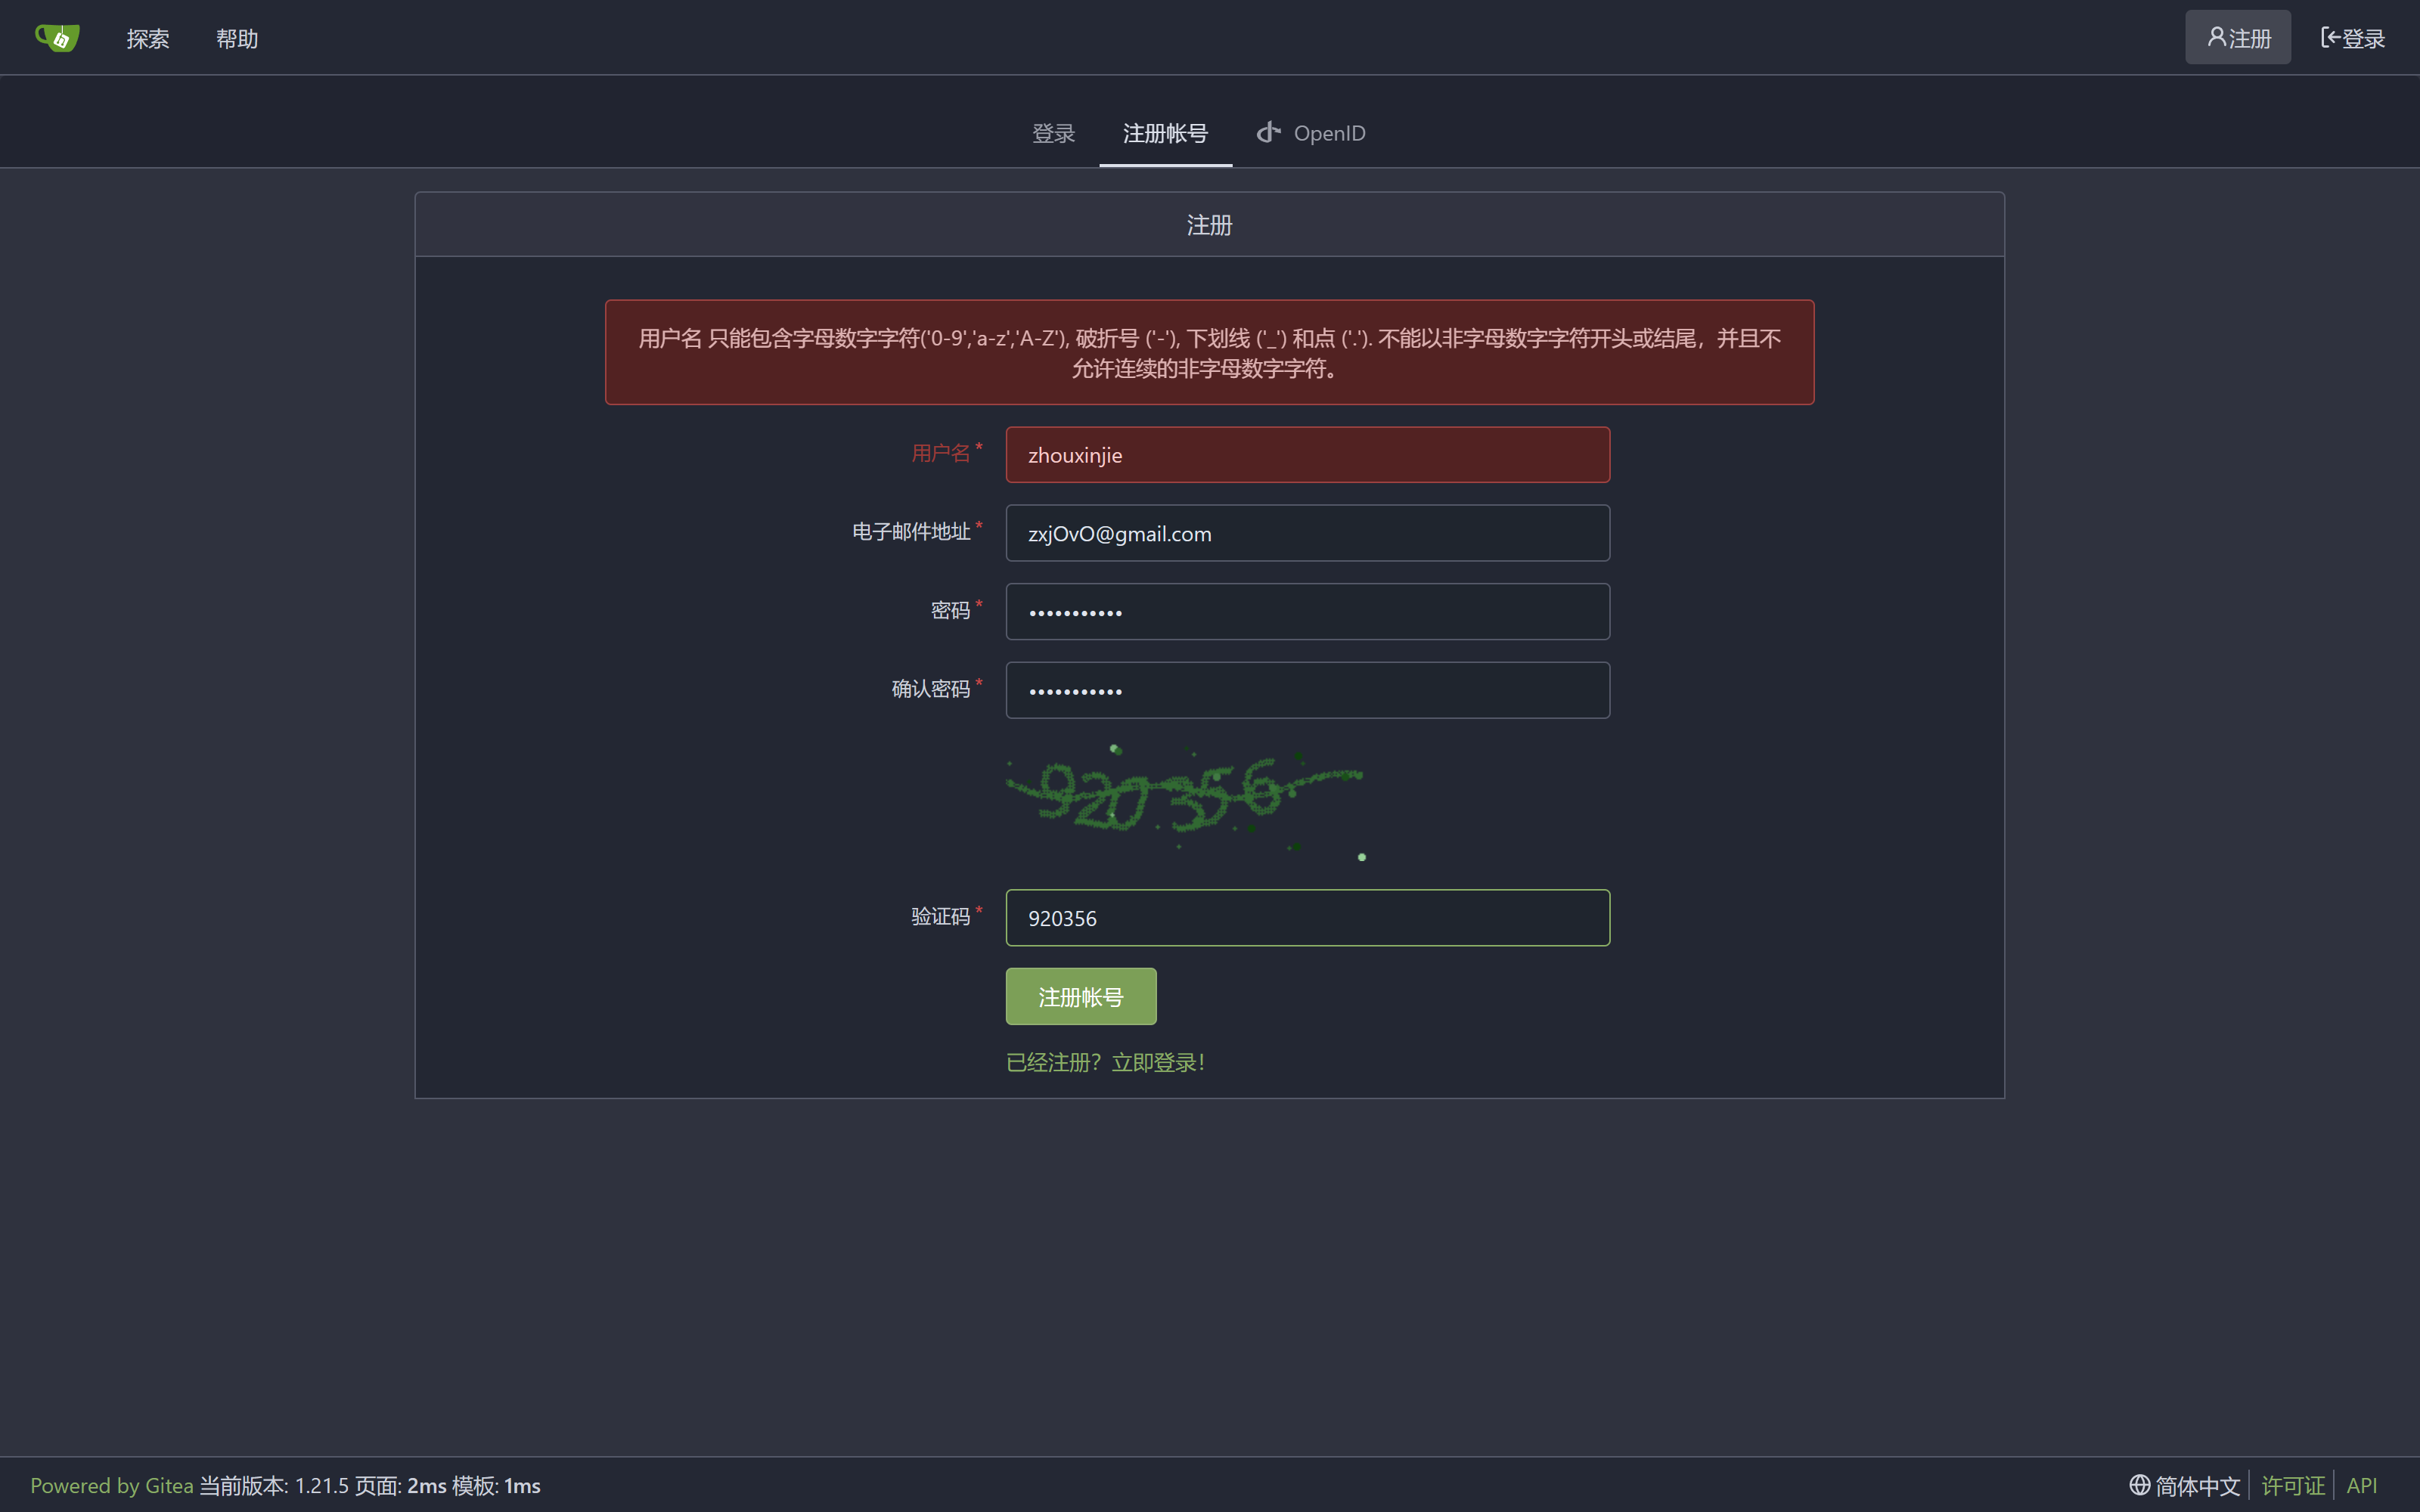 探索 帮助 注册 登录
登录 注册帐号 OpenID
注册
用户名 只能包含字母数字字符('0-9','a-z','A-Z'), 破折号 ('-'), 下划线 ('_') 和点 ('.'). 不能以非字母数字字符开头或结尾，并且不
允许连续的非字母数字字符。
用户名* zhouxinjie
电子邮件地址* zxjOvO@gmail.com
密码* •••••••••••
确认密码* •••••••••••
920356
验证码* 920356
注册帐号
已经注册？立即登录！
Powered by Gitea 当前版本: 1.21.5 页面: 2ms 模板: 1ms 简体中文 许可证 API